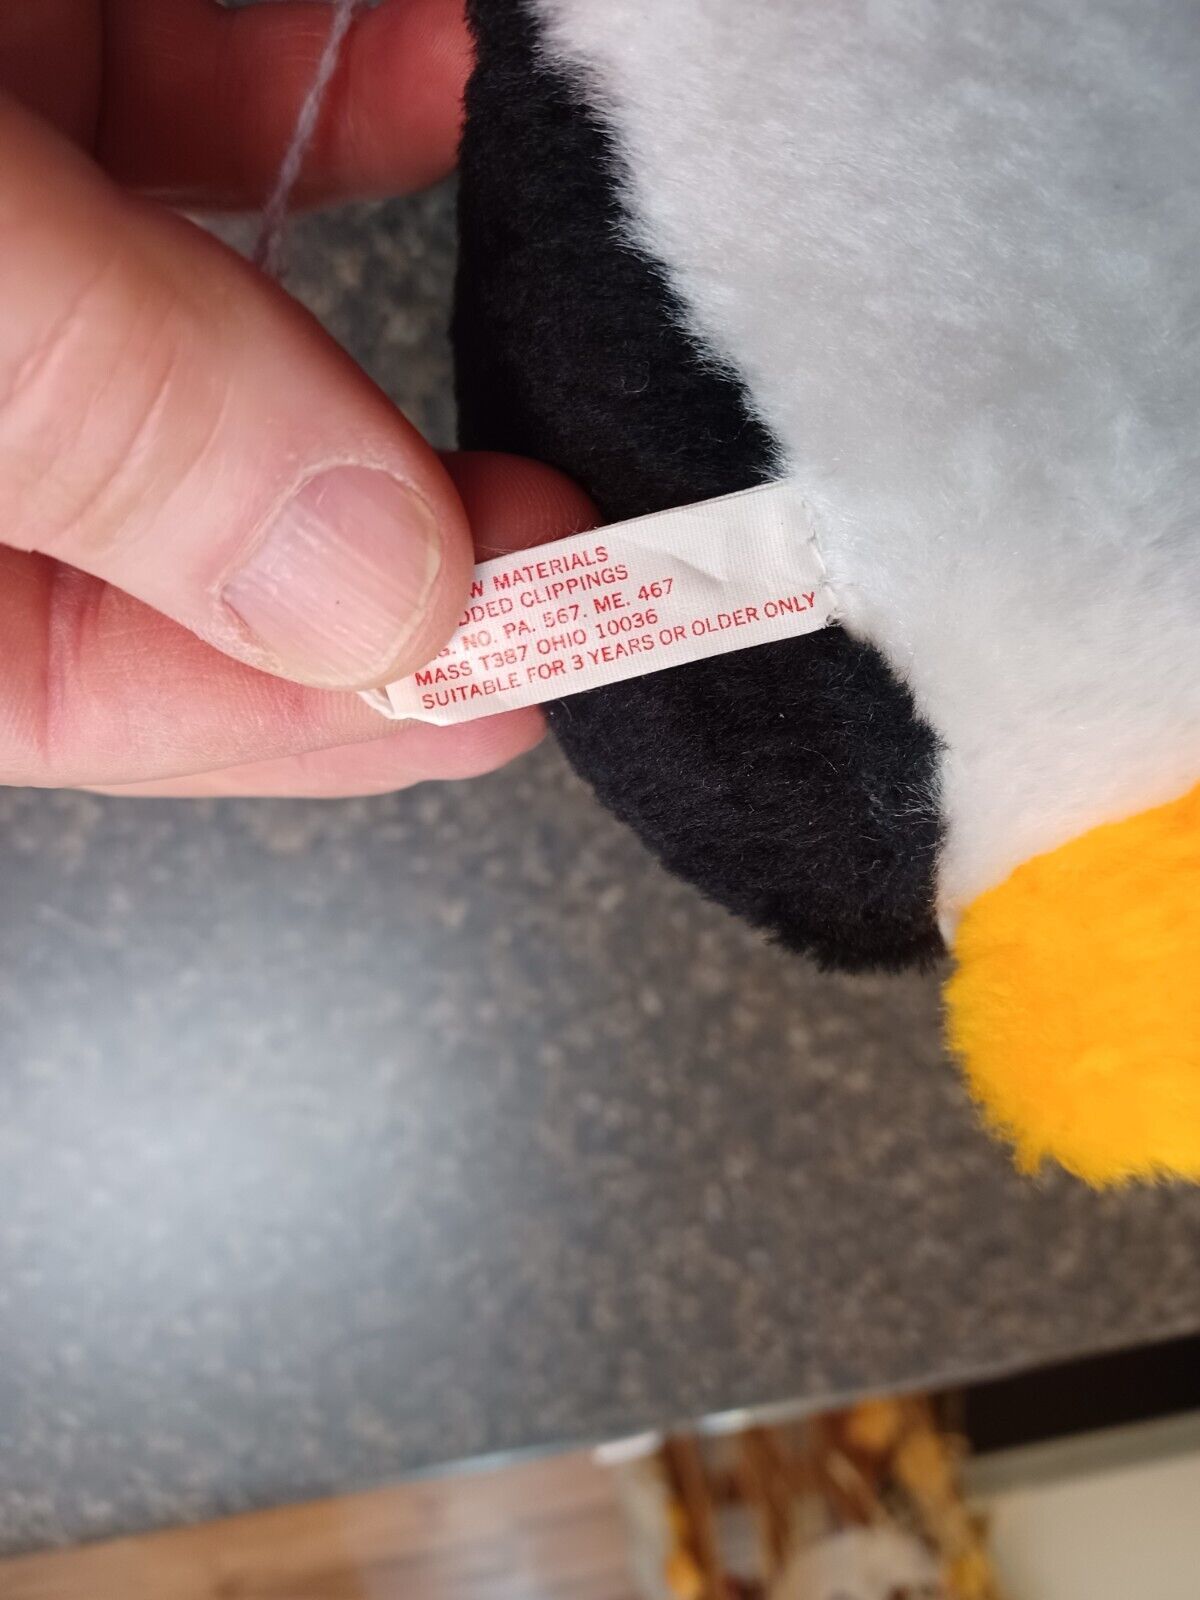 MATERIALS
CLIPPINGS
NO. PA. 567. ME. 467
MASS T387 OHIO 10036
SUITABLE FOR 3 YEARS OR OLDER ONLY